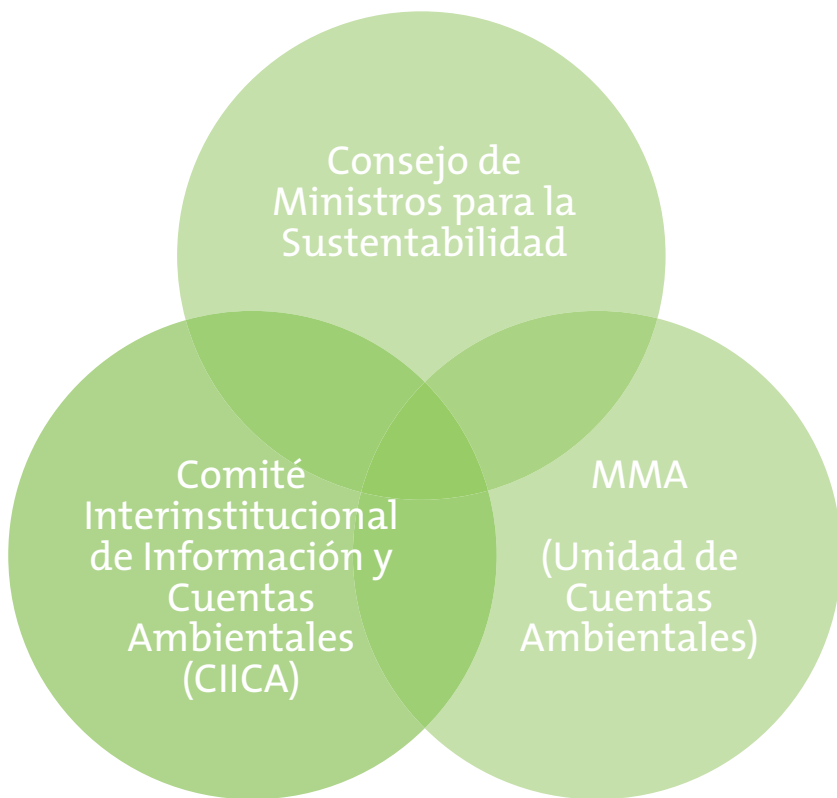 Consejo de
Ministros para la
Sustentabilidad
Comité
Interinstitucional
de Información y
Cuentas
Ambientales
(CIICA)
MMA
(Unidad de
Cuentas
Ambientales)